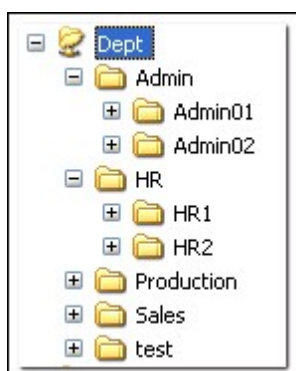 Dept
Admin
Admin01
Admin02
HR
HR1
HR2
Production
Sales
test